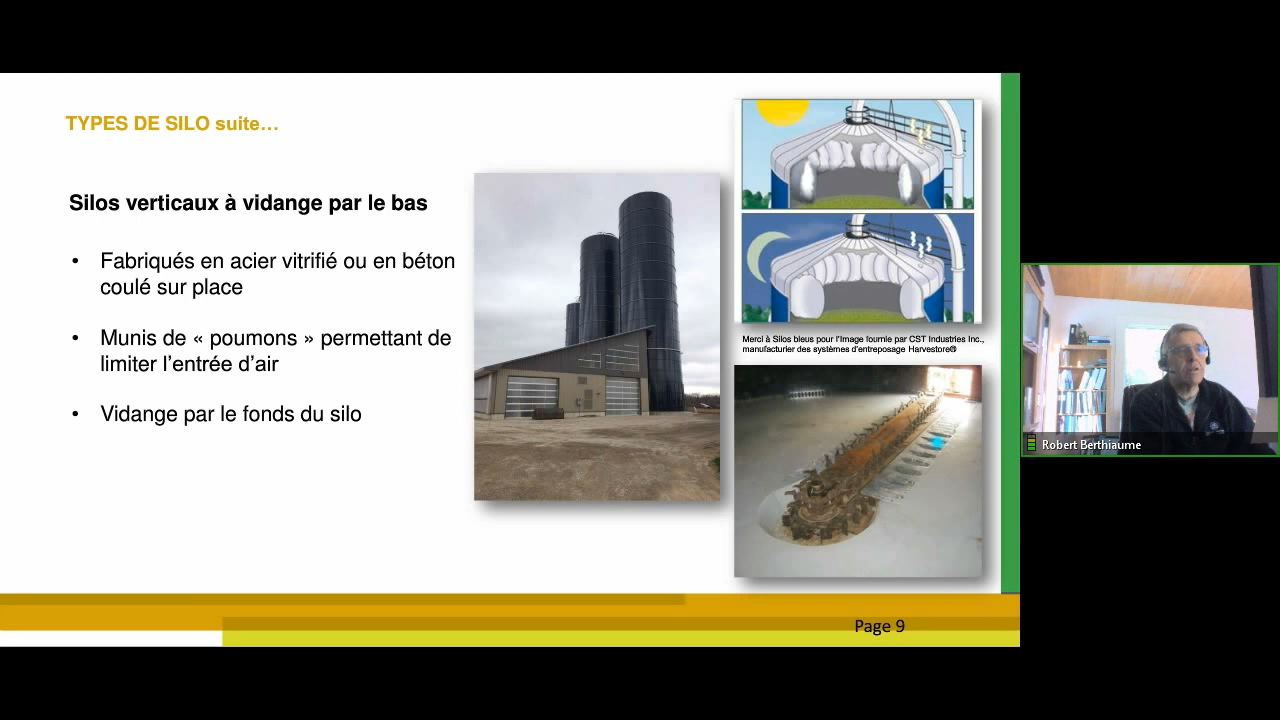 TYPES DE SILO suite…
Silos verticaux à vidange par le bas
• Fabriqués en acier vitrifié ou en béton
coulé sur place
• Munis de « poumons » permettant de
limiter l’entrée d’air
• Vidange par le fonds du silo
Merci à Silos bleus pour l’Image fournie par CST Industries Inc.,
manufacturier des systèmes d’entreposage Harvestore®
Robert Berthiaume
Page 9